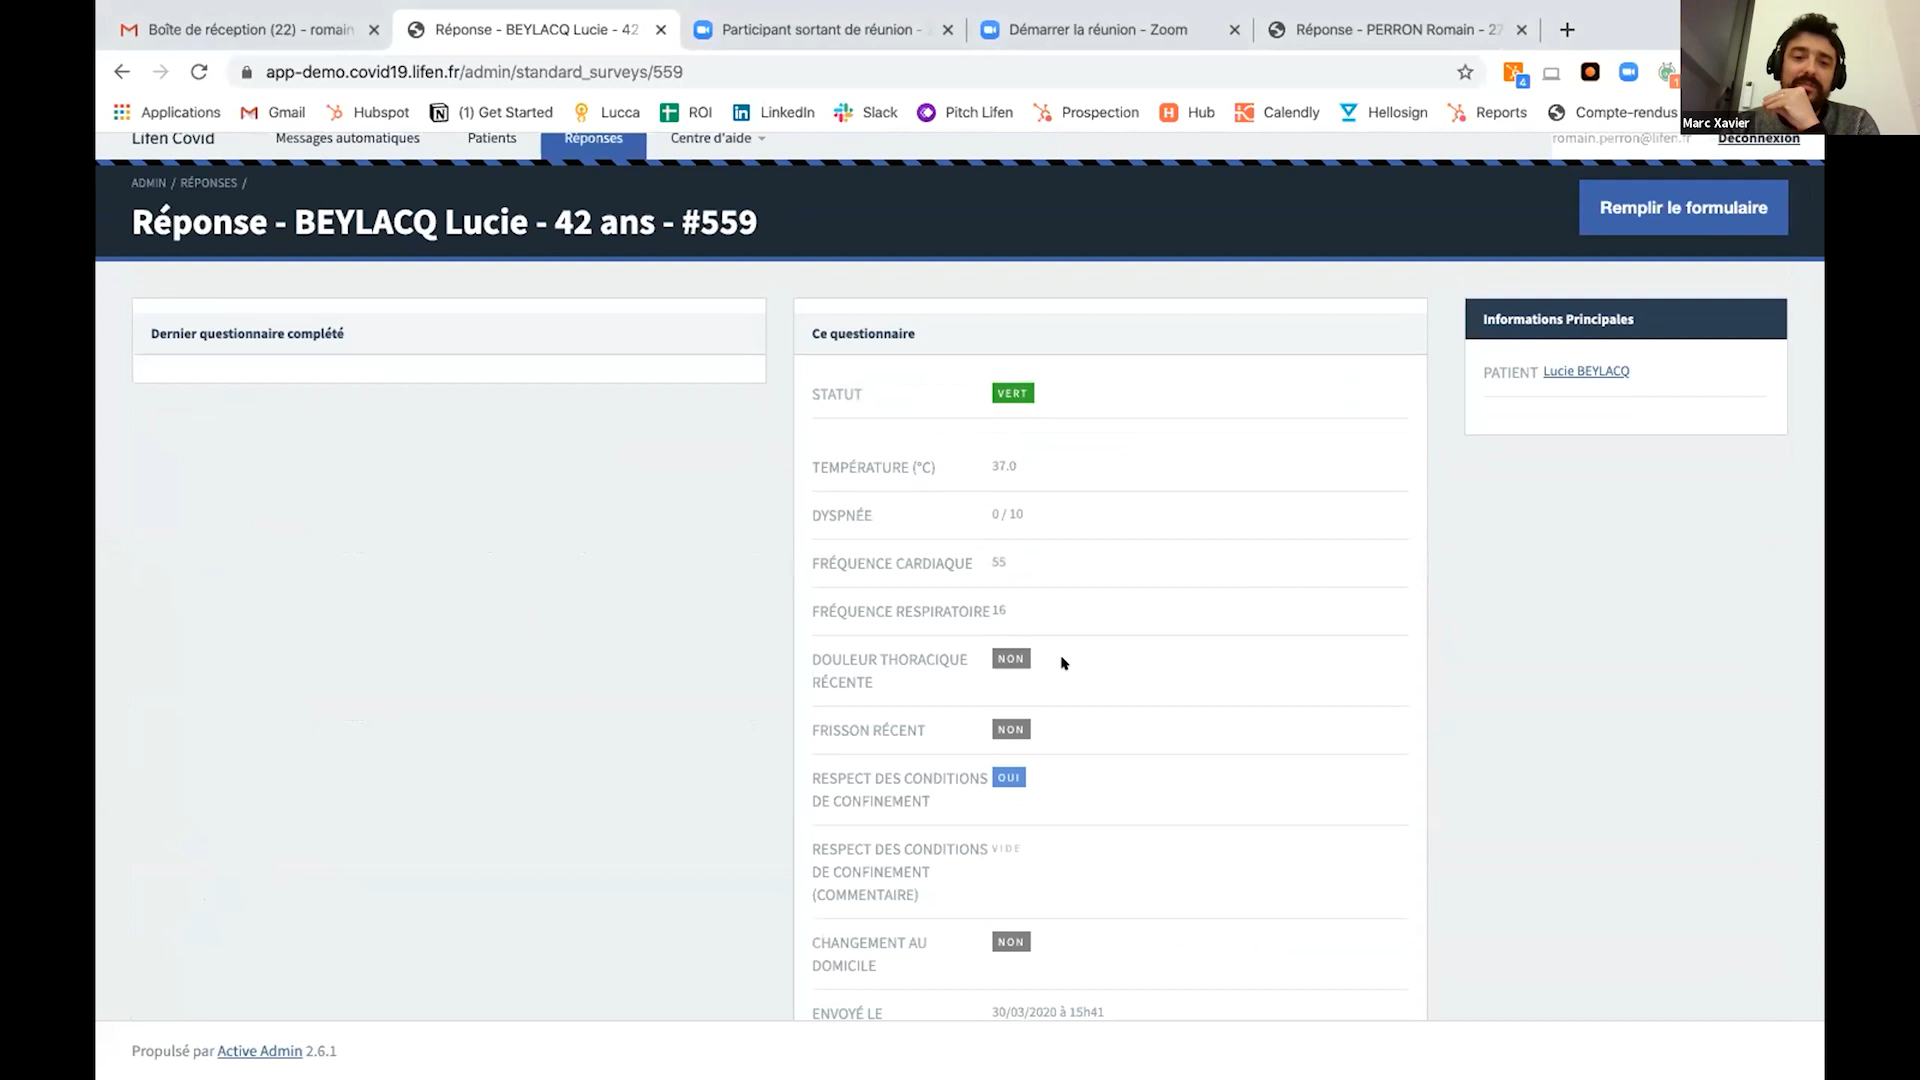 Boîte de réception (22) - romain
Réponse - BEYLACQ Lucie - 42
Participant sortant de réunion -
Démarrer la réunion - Zoom
Réponse - PERRON Romain - 27
app-demo.covid19.lifen.fr/admin/standard_surveys/559
4
1
Applications Gmail Hubspot (1) Get Started Lucca ROI LinkedIn Slack Pitch Lifen Prospection Hub Calendly Hellosign Reports Compte-rendus
Marc Xavier
Lifen Covid Messages automatiques Patients Réponses Centre d'aide romain.perron@lifen.fr Déconnexion
ADMIN / RÉPONSES /
Réponse - BEYLACQ Lucie - 42 ans - #559
Remplir le formulaire
Dernier questionnaire complété
Ce questionnaire
STATUT VERT
TEMPÉRATURE (°C) 37.0
DYSPNÉE 0 / 10
FRÉQUENCE CARDIAQUE 55
FRÉQUENCE RESPIRATOIRE 16
DOULEUR THORACIQUE NON
RÉCENTE
FRISSON RÉCENT NON
RESPECT DES CONDITIONS OUI
DE CONFINEMENT
RESPECT DES CONDITIONS VIDE
DE CONFINEMENT
(COMMENTAIRE)
CHANGEMENT AU NON
DOMICILE
ENVOYÉ LE 30/03/2020 à 15h41
Informations Principales
PATIENT Lucie BEYLACQ
Propulsé par Active Admin 2.6.1